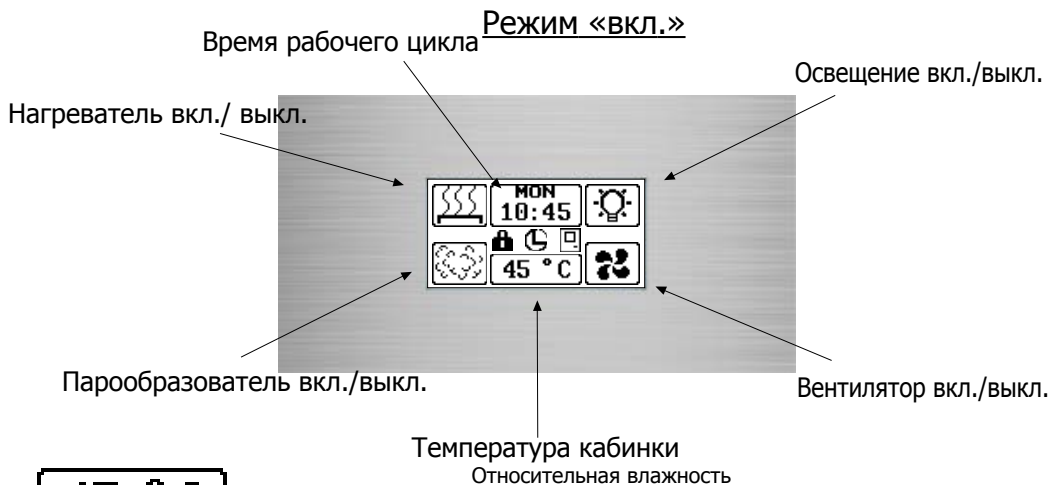 Режим «вкл.»
Время рабочего цикла
Освещение вкл./выкл.
Нагреватель вкл./ выкл.
MON
10:45
45 °C
Парообразователь вкл./выкл.
Вентилятор вкл./выкл.
Температура кабинки
Относительная влажность